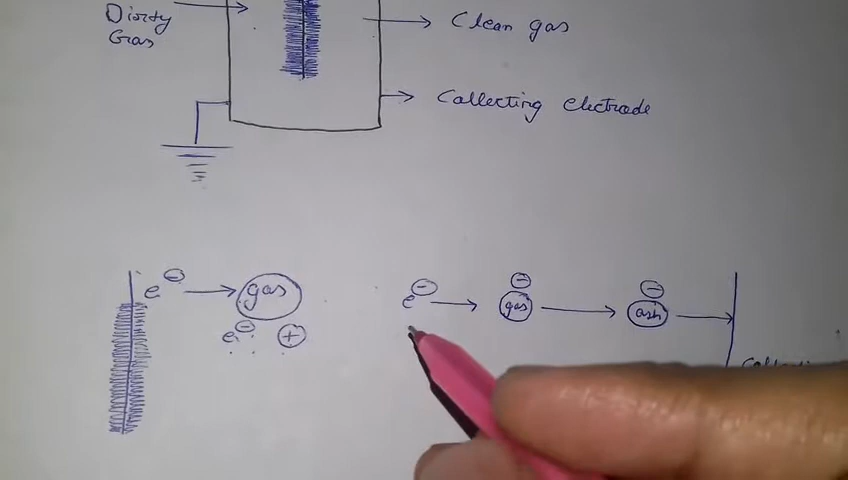 Dirty
Gas
Clean gas
Collecting electrode
e⊖
gas
e⊖
⊕
e⊖
⊖
gas
⊖
ash